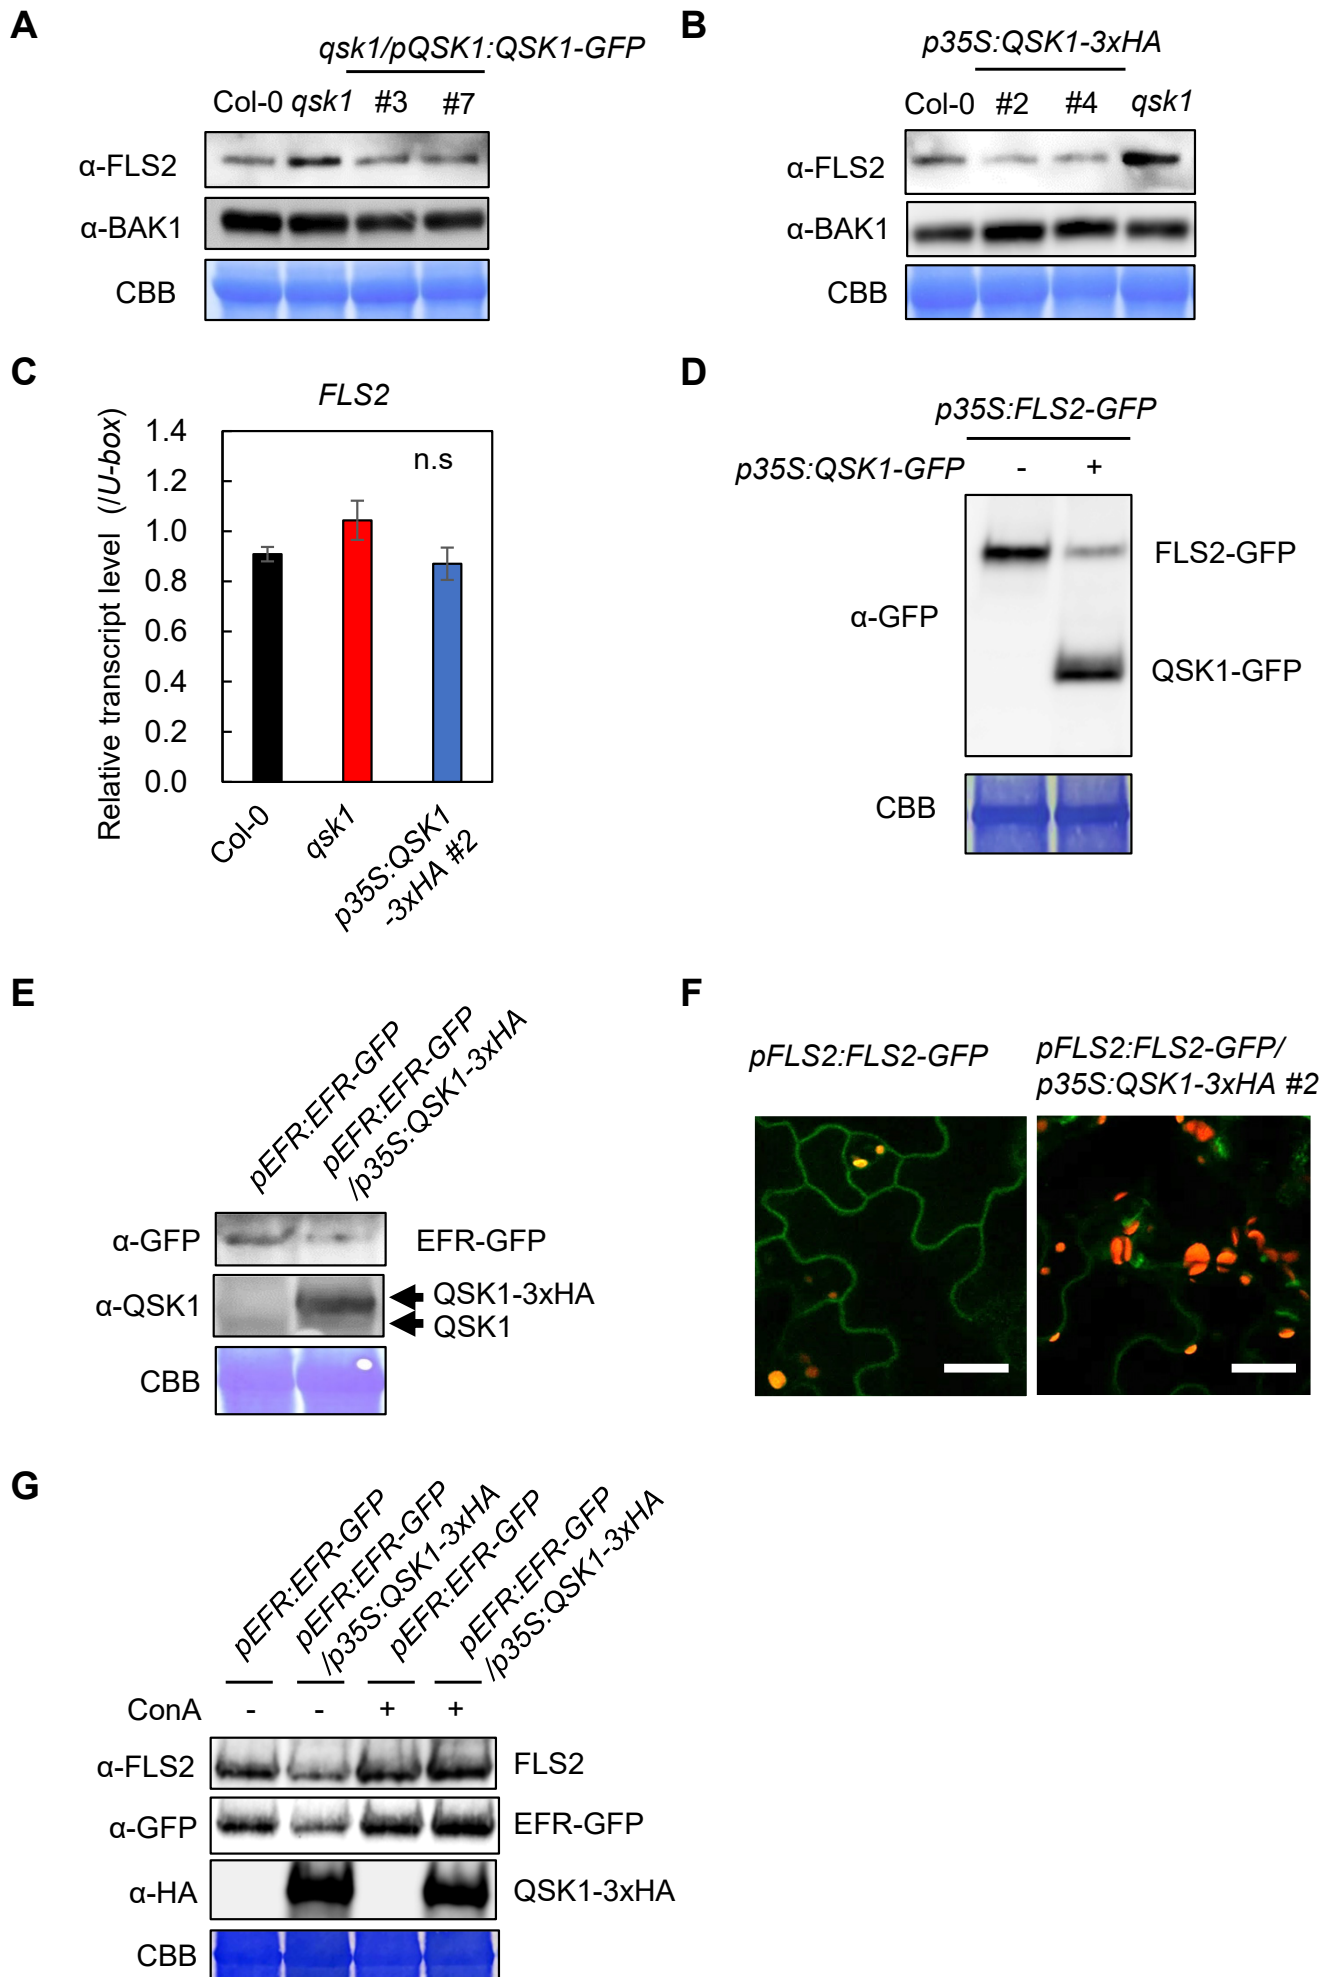 A
qsk1/pQSK1:QSK1-GFP
Col-0 qsk1 #3 #7
α-FLS2
α-BAK1
CBB
B
p35S:QSK1-3xHA
Col-0 #2 #4 qsk1
α-FLS2
α-BAK1
CBB
C
FLS2
Relative transcript level (/U-box)
1.4
1.2
1.0
0.8
0.6
0.4
0.2
0.0
n.s
Col-0
qsk1
p35S:QSK1
-3xHA #2
D
p35S:FLS2-GFP
p35S:QSK1-GFP - +
α-GFP
FLS2-GFP
QSK1-GFP
CBB
E
pEFR:EFR-GFP
pEFR:EFR-GFP
/p35S:QSK1-3xHA
α-GFP EFR-GFP
α-QSK1 QSK1-3xHA
QSK1
CBB
F
pFLS2:FLS2-GFP
pFLS2:FLS2-GFP/
p35S:QSK1-3xHA #2
G
pEFR:EFR-GFP
pEFR:EFR-GFP
/p35S:QSK1-3xHA
pEFR:EFR-GFP
pEFR:EFR-GFP
/p35S:QSK1-3xHA
ConA - - + +
α-FLS2 FLS2
α-GFP EFR-GFP
α-HA QSK1-3xHA
CBB